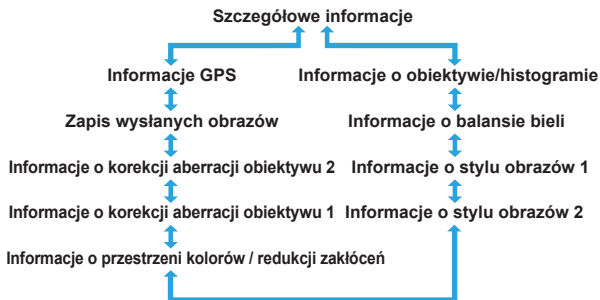 Szczegółowe informacje
Informacje GPS
Informacje o obiektywie/histogramie
Zapis wysłanych obrazów
Informacje o balansie bieli
Informacje o korekcji aberracji obiektywu 2
Informacje o stylu obrazów 1
Informacje o korekcji aberracji obiektywu 1
Informacje o stylu obrazów 2
Informacje o przestrzeni kolorów / redukcji zakłóceń